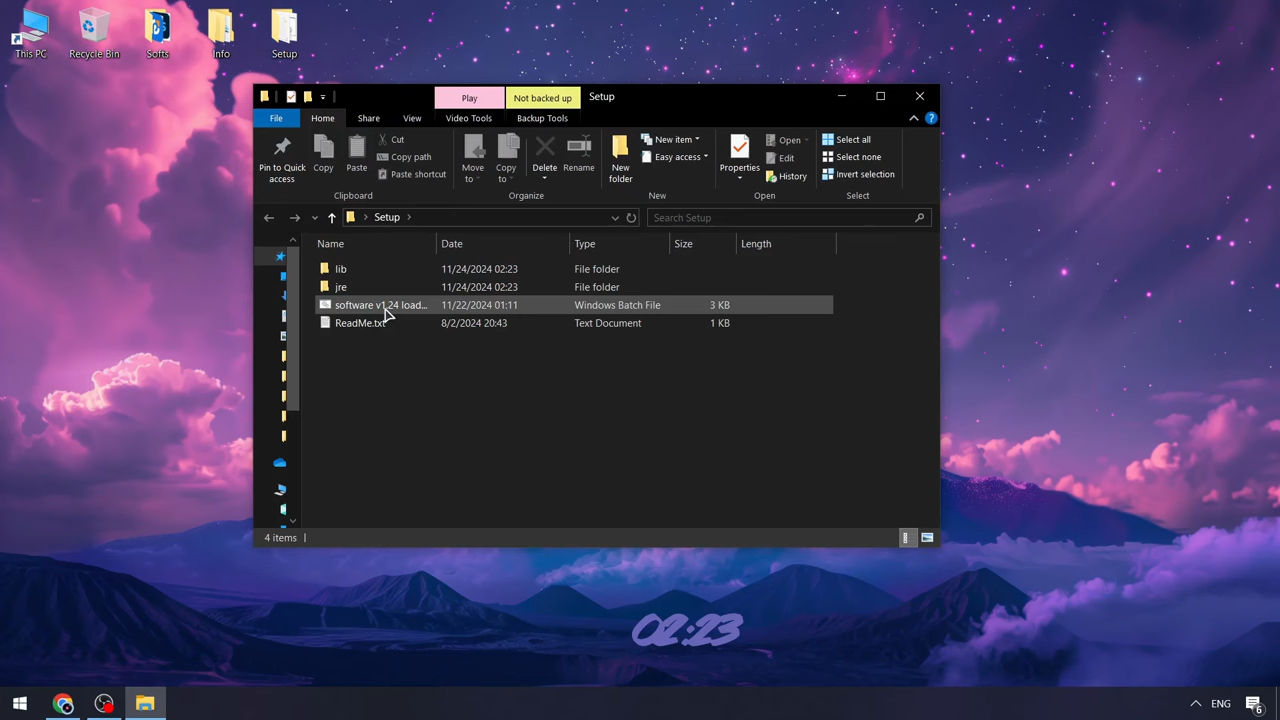 This PC
Recycle Bin
Softs
Info
Setup
Play
Not backed up
Setup
File
Home
Share
View
Video Tools
Backup Tools
Pin to Quick access
Copy
Paste
Cut
Copy path
Paste shortcut
Clipboard
Move to
Copy to
Delete
Rename
Organize
New folder
New item
Easy access
New
Properties
Open
Edit
History
Open
Select all
Select none
Invert selection
Select
Setup
Search Setup
Name
Date
Type
Size
Length
lib 11/24/2024 02:23 File folder
jre 11/24/2024 02:23 File folder
software v1.24 load... 11/22/2024 01:11 Windows Batch File 3 KB
ReadMe.txt 8/2/2024 20:43 Text Document 1 KB
4 items
02:23
ENG
6